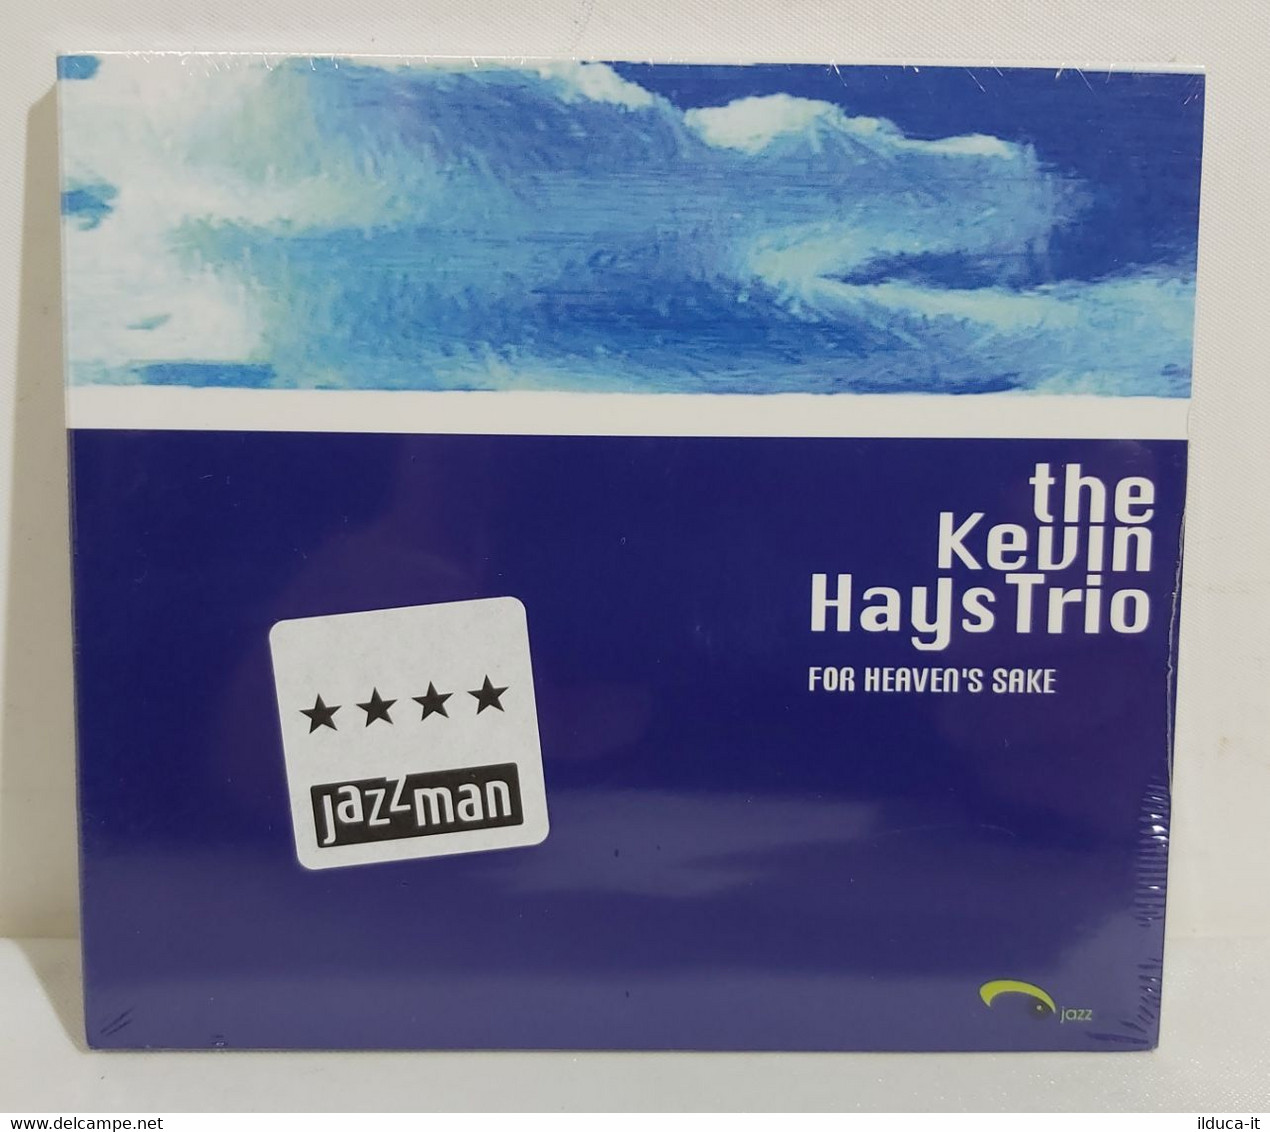 the
Kevin
Hays Trio
FOR HEAVEN'S SAKE
★ ★ ★ ★
jazzman
jazz
www.delcampe.net
ilduca-it